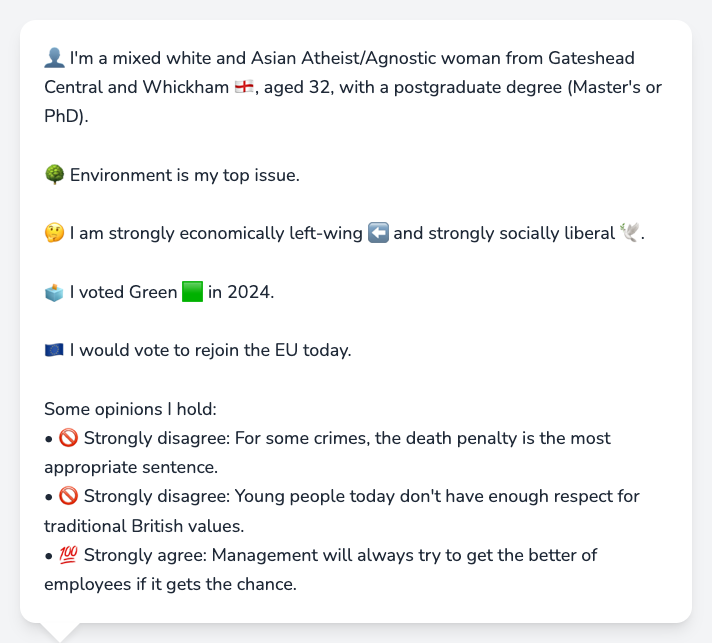 👤 I'm a mixed white and Asian Atheist/Agnostic woman from Gateshead
Central and Whickham 🏴󠁧󠁢󠁥󠁮󠁧󠁿, aged 32, with a postgraduate degree (Master's or
PhD).
🌳 Environment is my top issue.
🤔 I am strongly economically left-wing ⬅️ and strongly socially liberal 🕊️.
🗳️ I voted Green 🟩 in 2024.
🇪🇺 I would vote to rejoin the EU today.
Some opinions I hold:
• 🚫 Strongly disagree: For some crimes, the death penalty is the most
appropriate sentence.
• 🚫 Strongly disagree: Young people today don't have enough respect for
traditional British values.
• 💯 Strongly agree: Management will always try to get the better of
employees if it gets the chance.